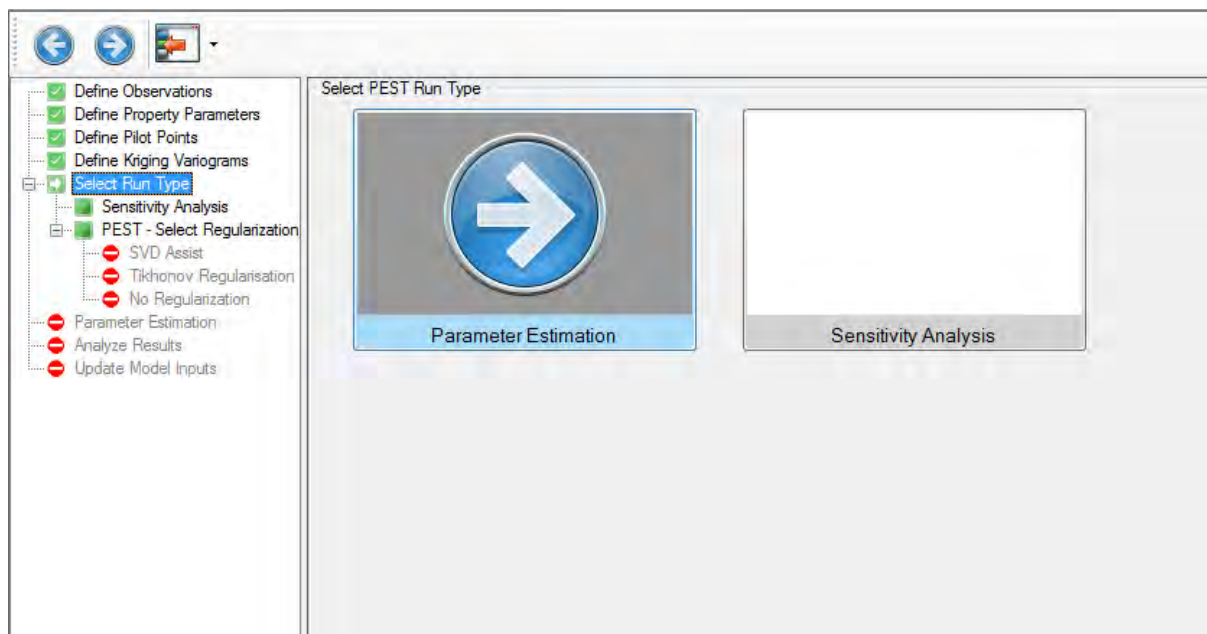 Define Observations
Define Property Parameters
Define Pilot Points
Define Kriging Variograms
Select Run Type
Sensitivity Analysis
PEST - Select Regularization
SVD Assist
Tikhonov Regularisation
No Regularization
Parameter Estimation
Analyze Results
Update Model Inputs
Select PEST Run Type
Parameter Estimation
Sensitivity Analysis